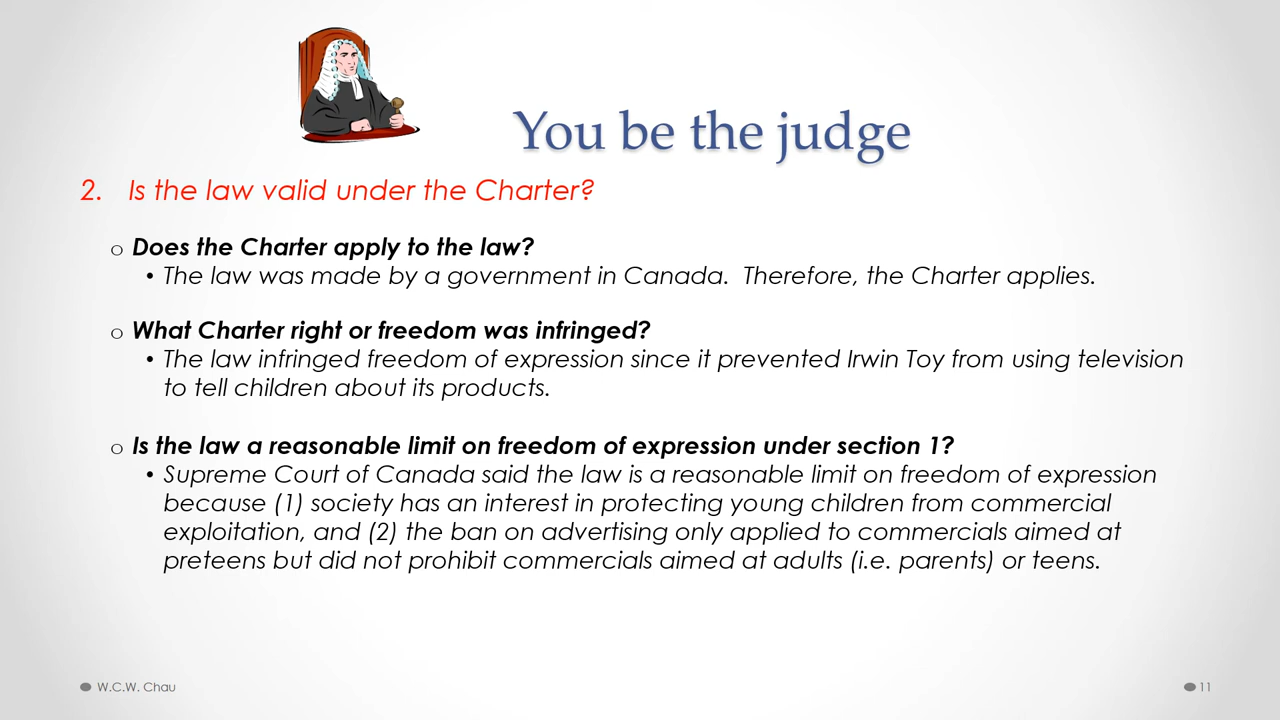 You be the judge
2. Is the law valid under the Charter?
o Does the Charter apply to the law?
• The law was made by a government in Canada.  Therefore, the Charter applies.
o What Charter right or freedom was infringed?
• The law infringed freedom of expression since it prevented Irwin Toy from using television
to tell children about its products.
o Is the law a reasonable limit on freedom of expression under section 1?
• Supreme Court of Canada said the law is a reasonable limit on freedom of expression
because (1) society has an interest in protecting young children from commercial
exploitation, and (2) the ban on advertising only applied to commercials aimed at
preteens but did not prohibit commercials aimed at adults (i.e. parents) or teens.
W.C.W. Chau
11